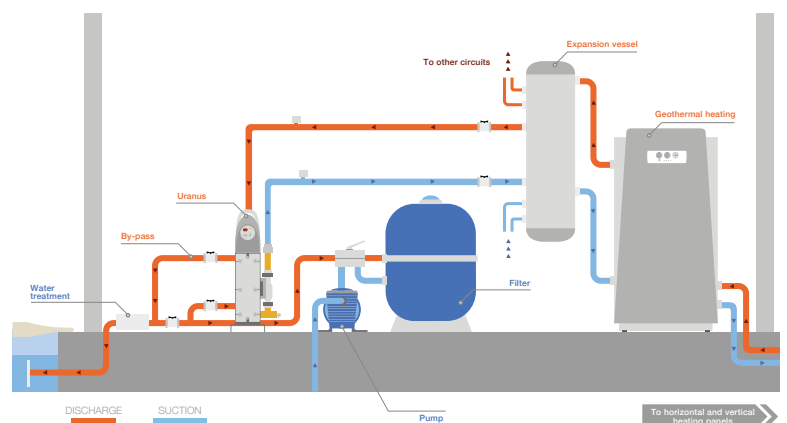 Expansion vessel
To other circuits
Geothermal heating
Uranus
By-pass
Water
treatment
Filter
DISCHARGE
SUCTION
Pump
To horizontal and vertical
heating panels